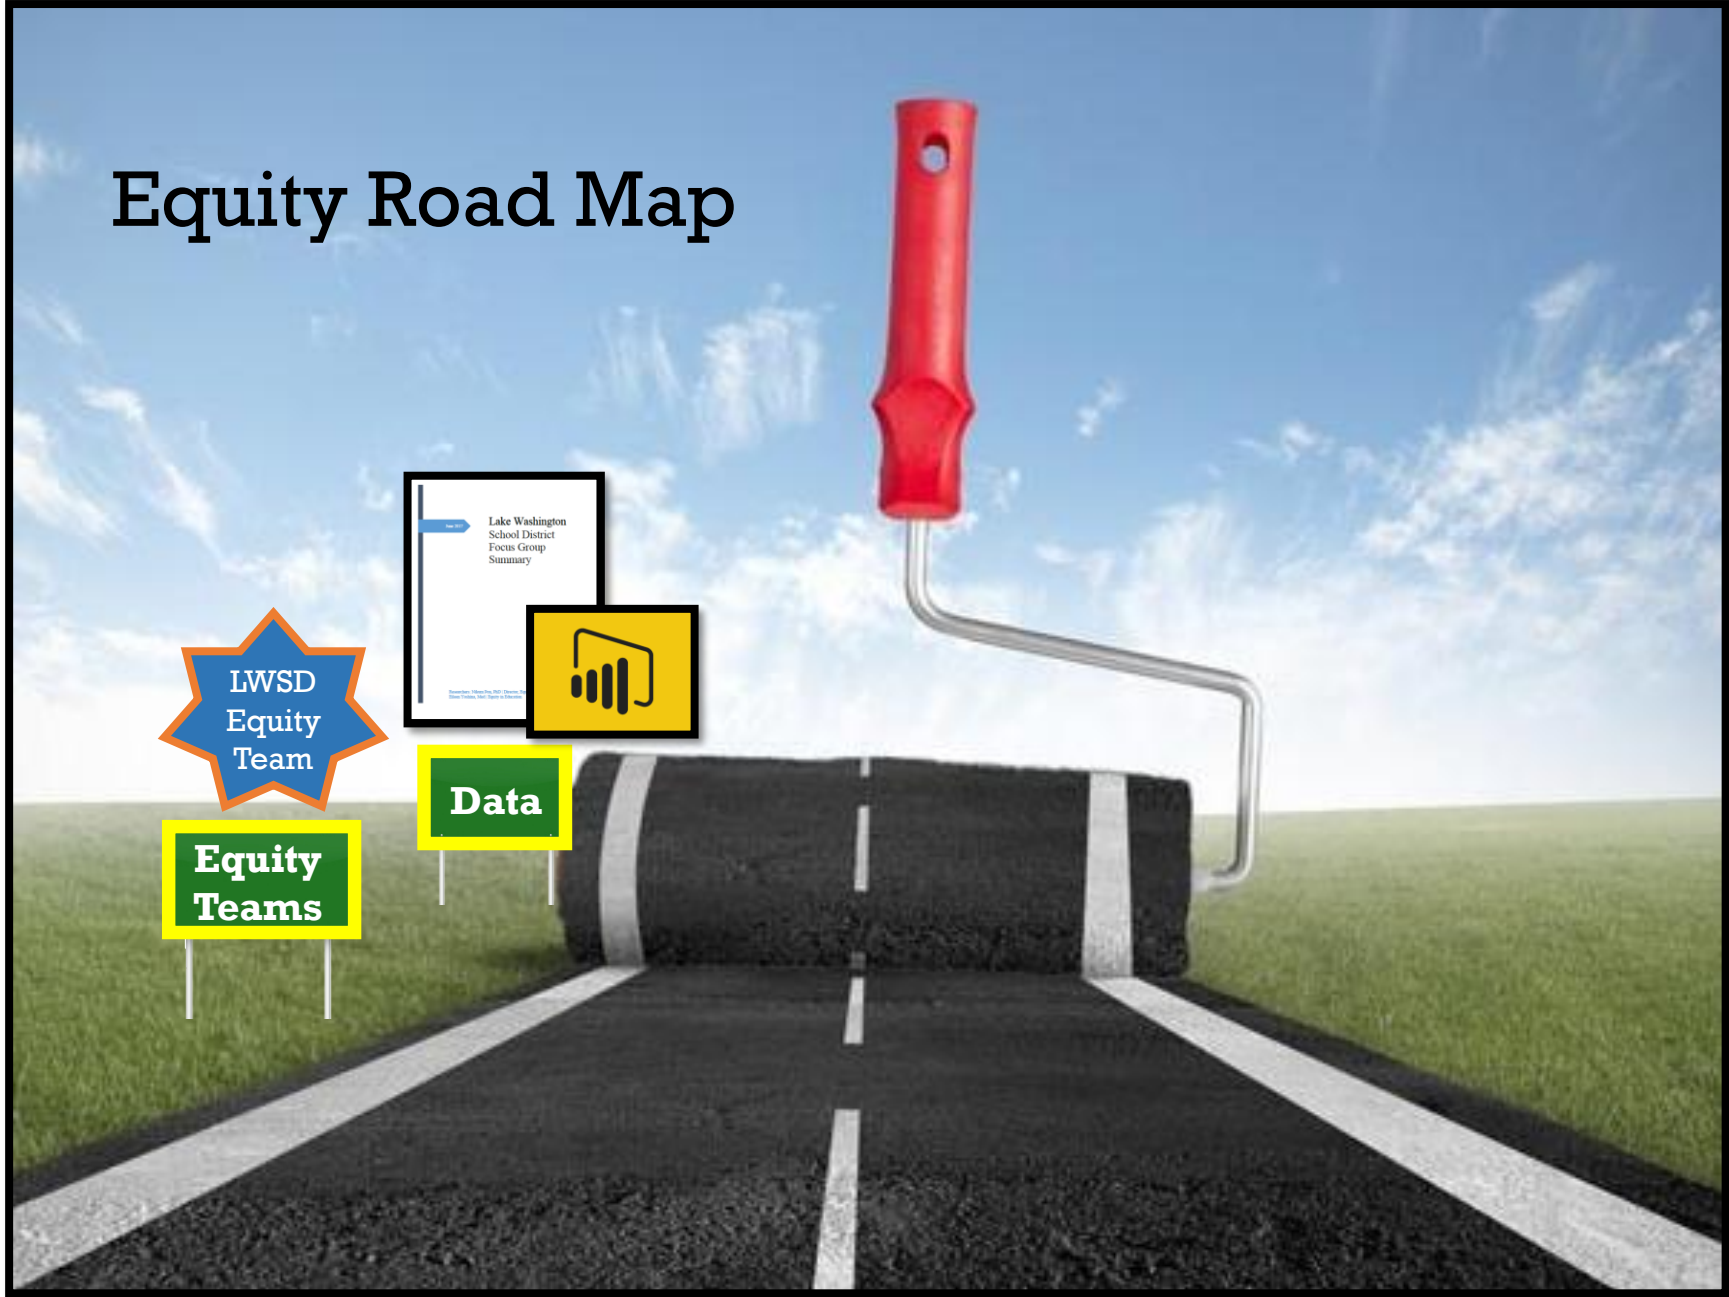 Equity Road Map
Lake Washington
School District
Focus Group
Summary
LWSD
Equity
Team
Data
Equity
Teams